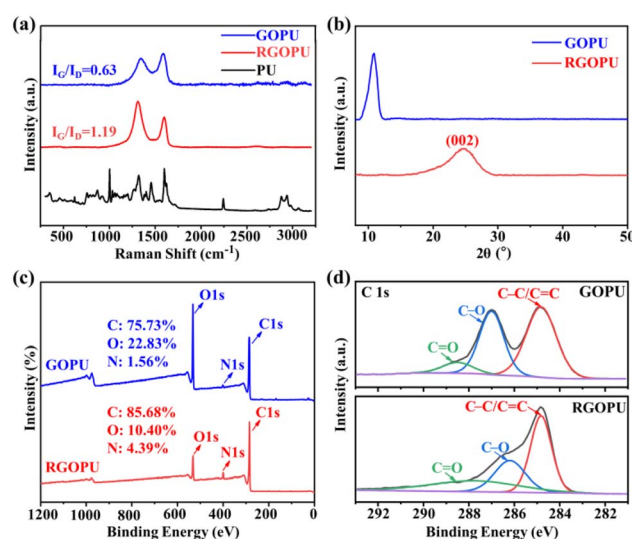 (a)
GOPU
RGOPU
PU
I_G/I_D=0.63
I_G/I_D=1.19
Intensity (a.u.)
250 500 1000 1500 2000 2500 3000
Raman Shift (cm⁻¹)
(b)
GOPU
RGOPU
(002)
Intensity (a.u.)
10 20 30 40 50
2θ (°)
(c)
O1s
C: 75.73%
O: 22.83%
N: 1.56%
C1s
N1s
GOPU
C: 85.68%
O: 10.40%
N: 4.39%
C1s
O1s
N1s
RGOPU
Intensity (%)
1200 1000 800 600 400 200 0
Binding Energy (eV)
(d)
C 1s
C–C/C=C
GOPU
C–O
C=O
RGOPU
C–C/C=C
C–O
C=O
Intensity (a.u.)
292 290 288 286 284 282
Binding Energy (eV)